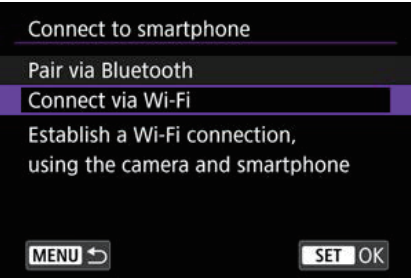 Connect to smartphone
Pair via Bluetooth
Connect via Wi-Fi
Establish a Wi-Fi connection,
using the camera and smartphone
MENU
SET OK